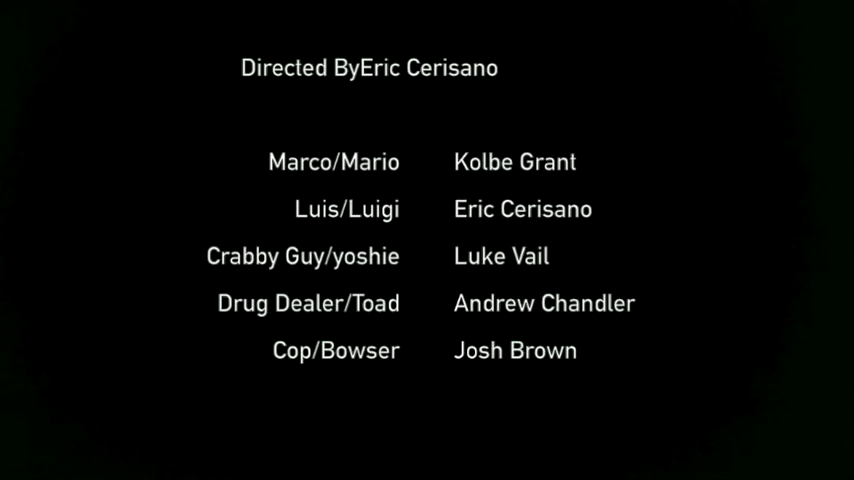 Directed ByEric Cerisano
Marco/Mario Kolbe Grant
Luis/Luigi Eric Cerisano
Crabby Guy/yoshie Luke Vail
Drug Dealer/Toad Andrew Chandler
Cop/Bowser Josh Brown